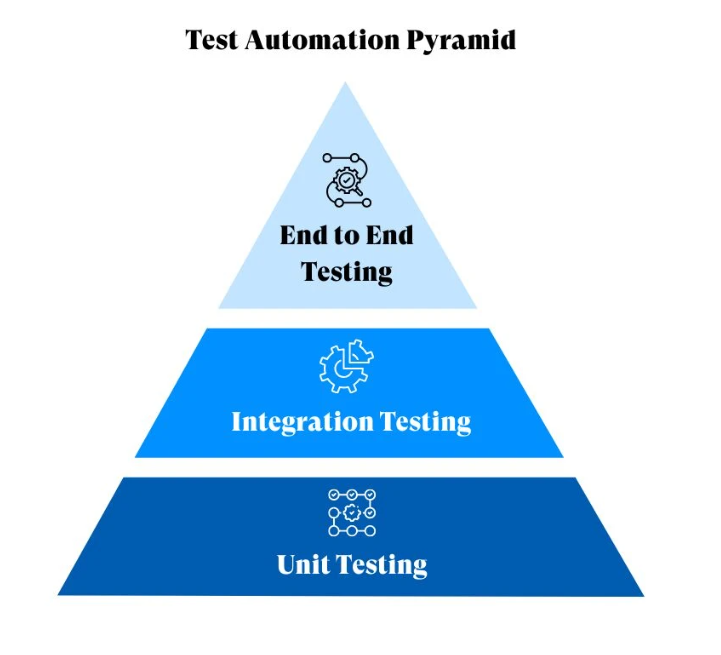 Test Automation Pyramid
End to End
Testing
Integration Testing
Unit Testing